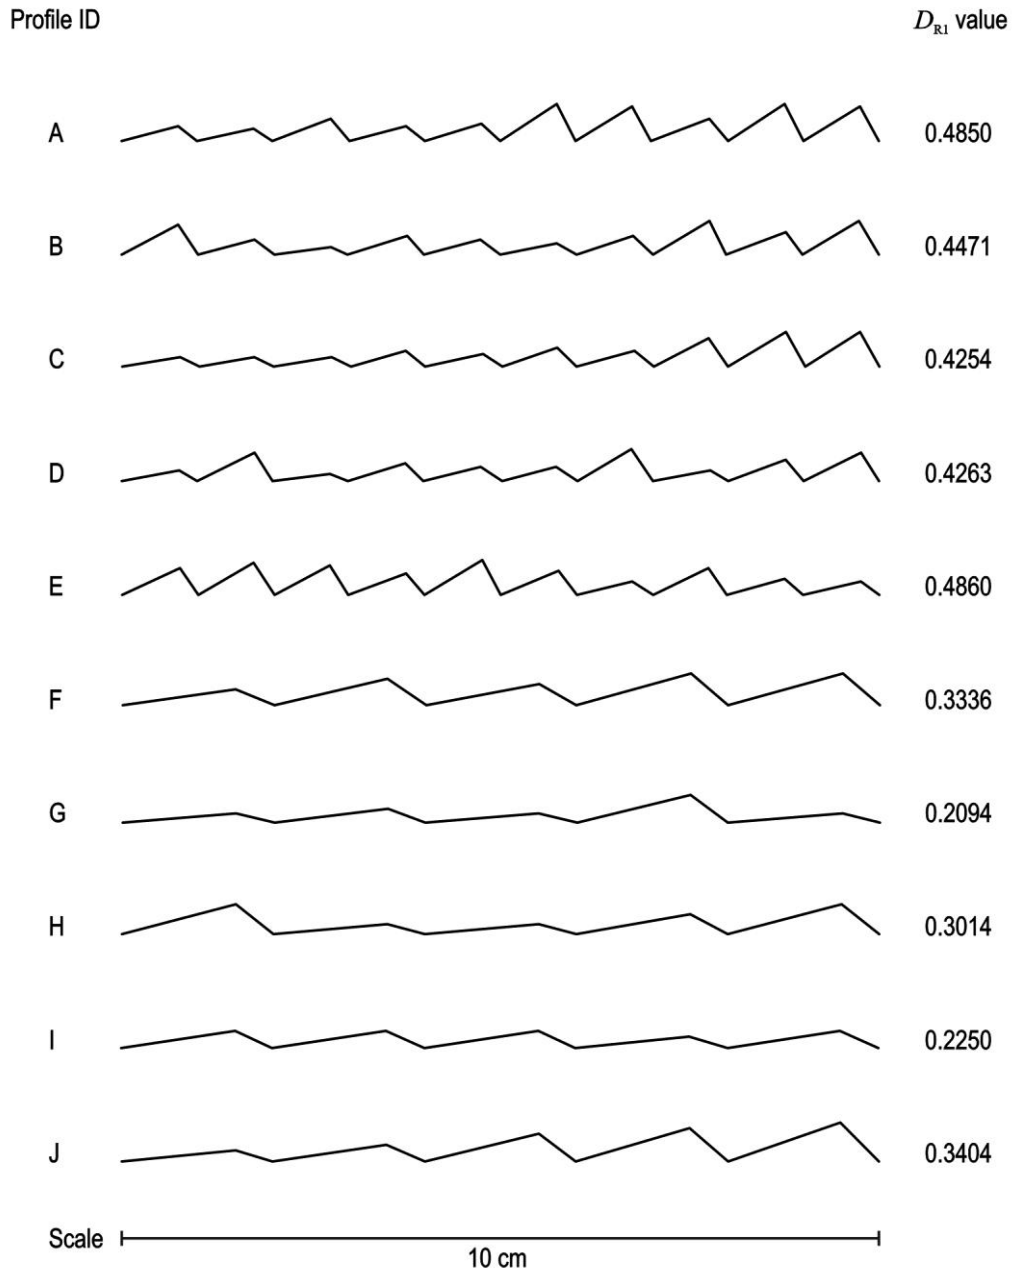 Profile ID D_R1 value
A 0.4850
B 0.4471
C 0.4254
D 0.4263
E 0.4860
F 0.3336
G 0.2094
H 0.3014
I 0.2250
J 0.3404
Scale
10 cm